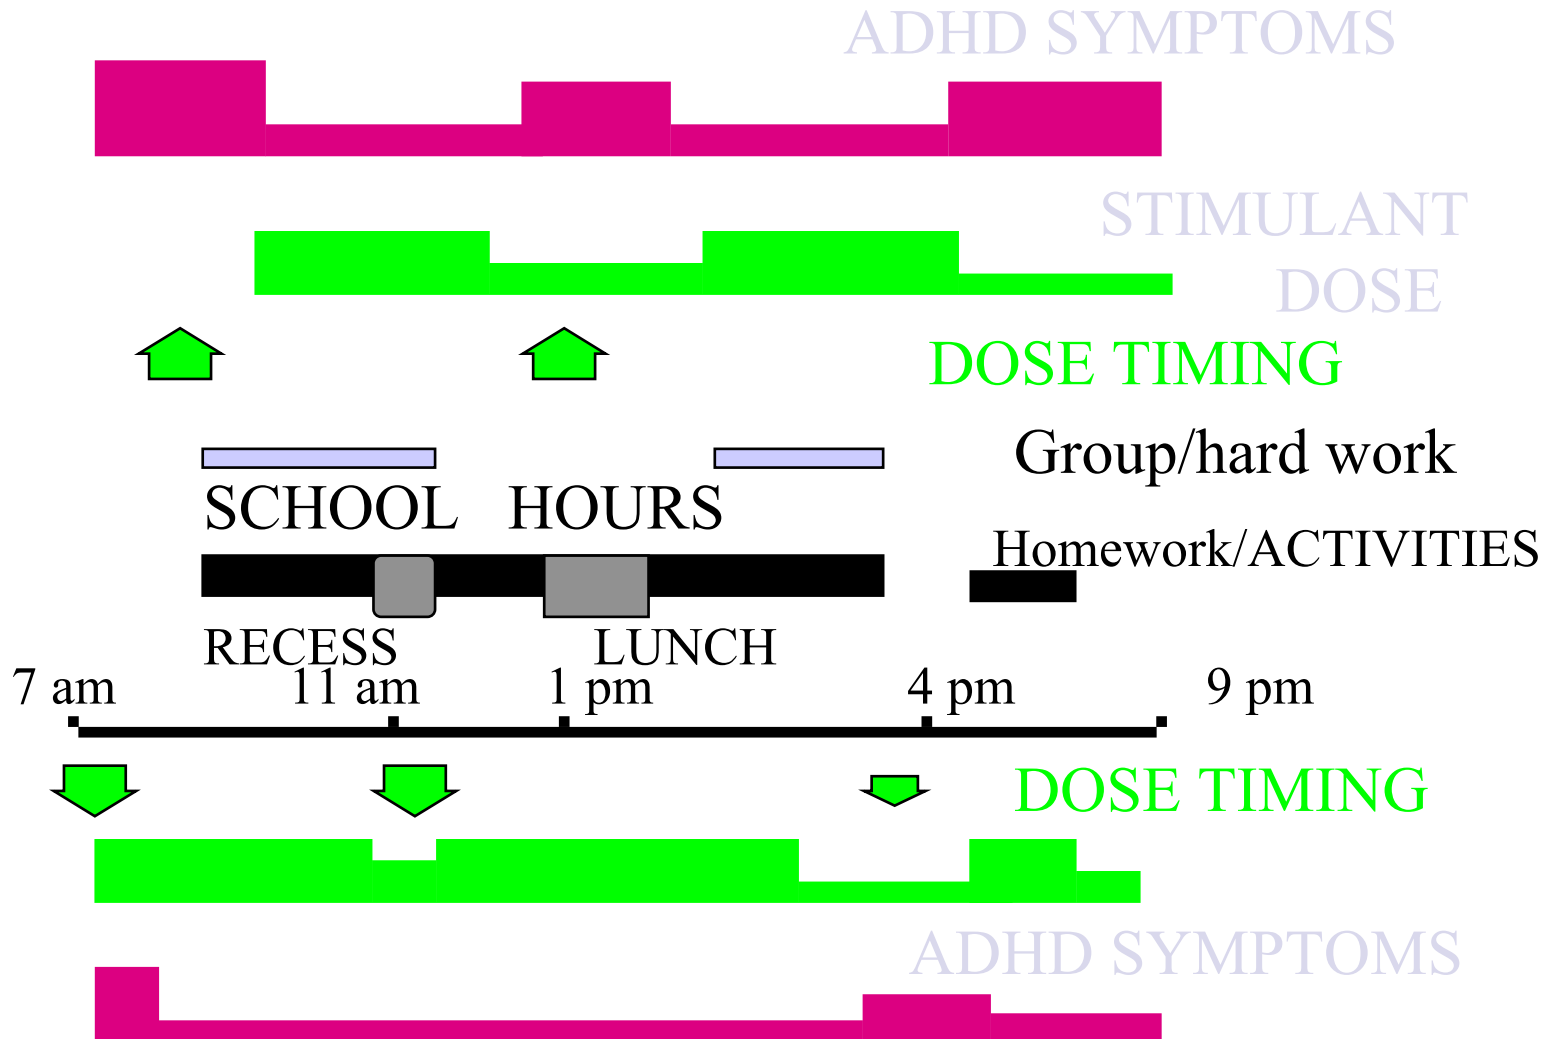 ADHD SYMPTOMS
STIMULANT
DOSE
DOSE TIMING
Group/hard work
SCHOOL HOURS
Homework/ACTIVITIES
RECESS LUNCH
7 am 11 am 1 pm 4 pm 9 pm
DOSE TIMING
ADHD SYMPTOMS